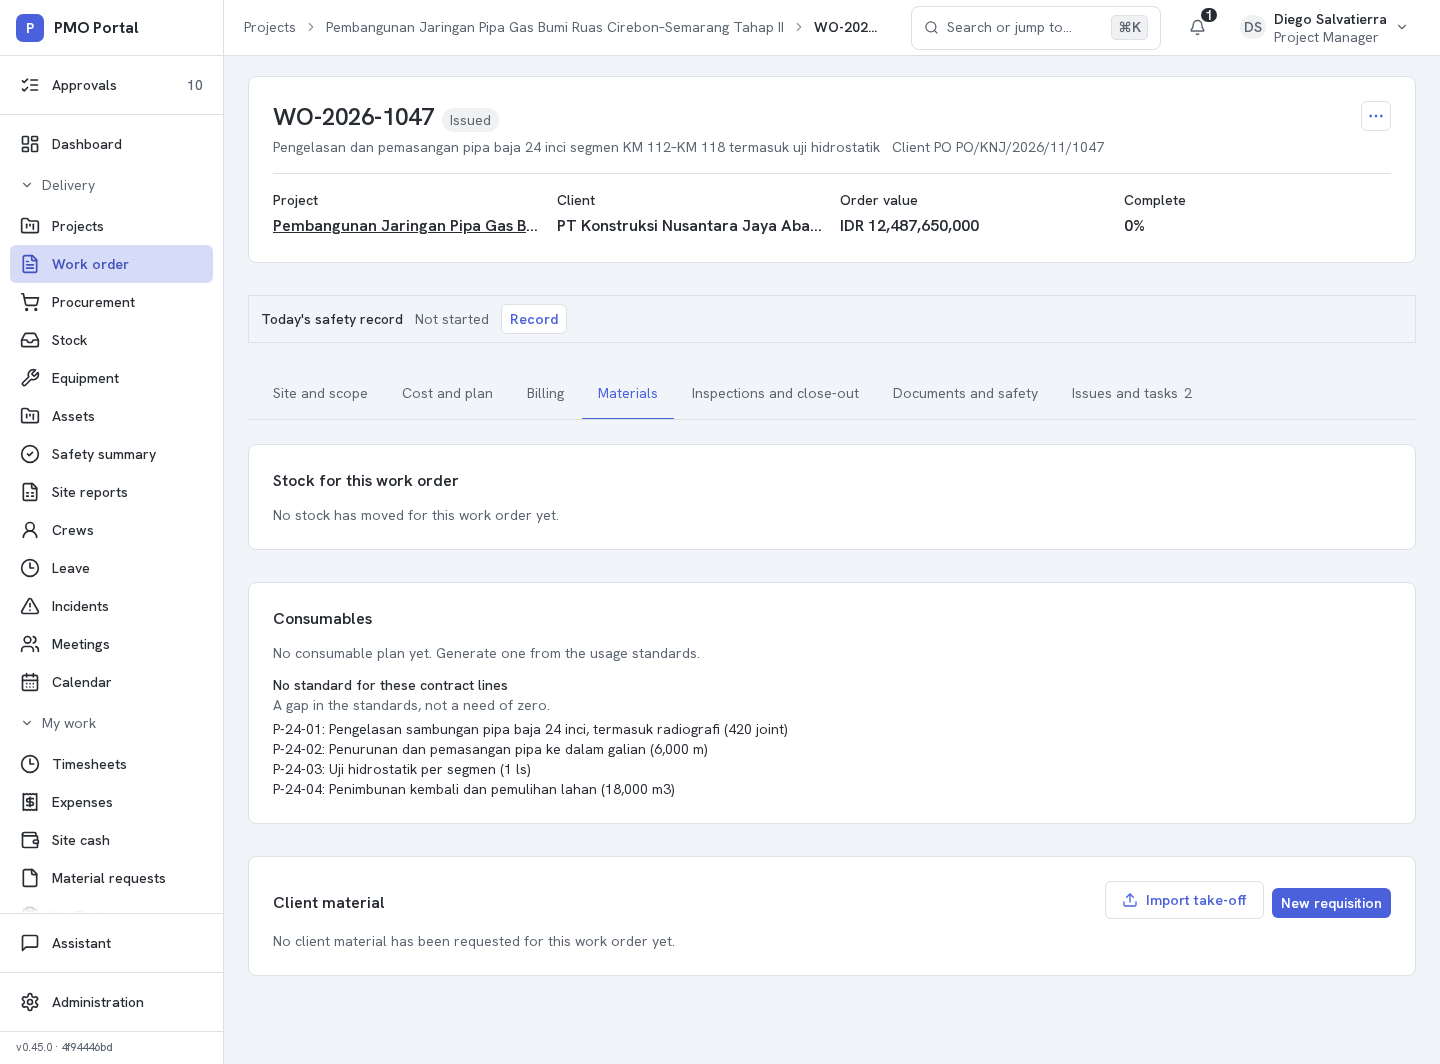 P PMO Portal
Projects > Pembangunan Jaringan Pipa Gas Bumi Ruas Cirebon–Semarang Tahap II > WO-202...
Search or jump to... ⌘K
1
DS
Diego Salvatierra
Project Manager
Approvals 10
Dashboard
Delivery
Projects
Work order
Procurement
Stock
Equipment
Assets
Safety summary
Site reports
Crews
Leave
Incidents
Meetings
Calendar
My work
Timesheets
Expenses
Site cash
Material requests
Assistant
Administration
v0.45.0 · 4f94446bd
WO-2026-1047 Issued
Pengelasan dan pemasangan pipa baja 24 inci segmen KM 112–KM 118 termasuk uji hidrostatik Client PO PO/KNJ/2026/11/1047
Project
Pembangunan Jaringan Pipa Gas B...
Client
PT Konstruksi Nusantara Jaya Aba...
Order value
IDR 12,487,650,000
Complete
0%
Today's safety record Not started Record
Site and scope Cost and plan Billing Materials Inspections and close-out Documents and safety Issues and tasks 2
Stock for this work order
No stock has moved for this work order yet.
Consumables
No consumable plan yet. Generate one from the usage standards.
No standard for these contract lines
A gap in the standards, not a need of zero.
P-24-01: Pengelasan sambungan pipa baja 24 inci, termasuk radiografi (420 joint)
P-24-02: Penurunan dan pemasangan pipa ke dalam galian (6,000 m)
P-24-03: Uji hidrostatik per segmen (1 ls)
P-24-04: Penimbunan kembali dan pemulihan lahan (18,000 m3)
Client material
Import take-off
New requisition
No client material has been requested for this work order yet.